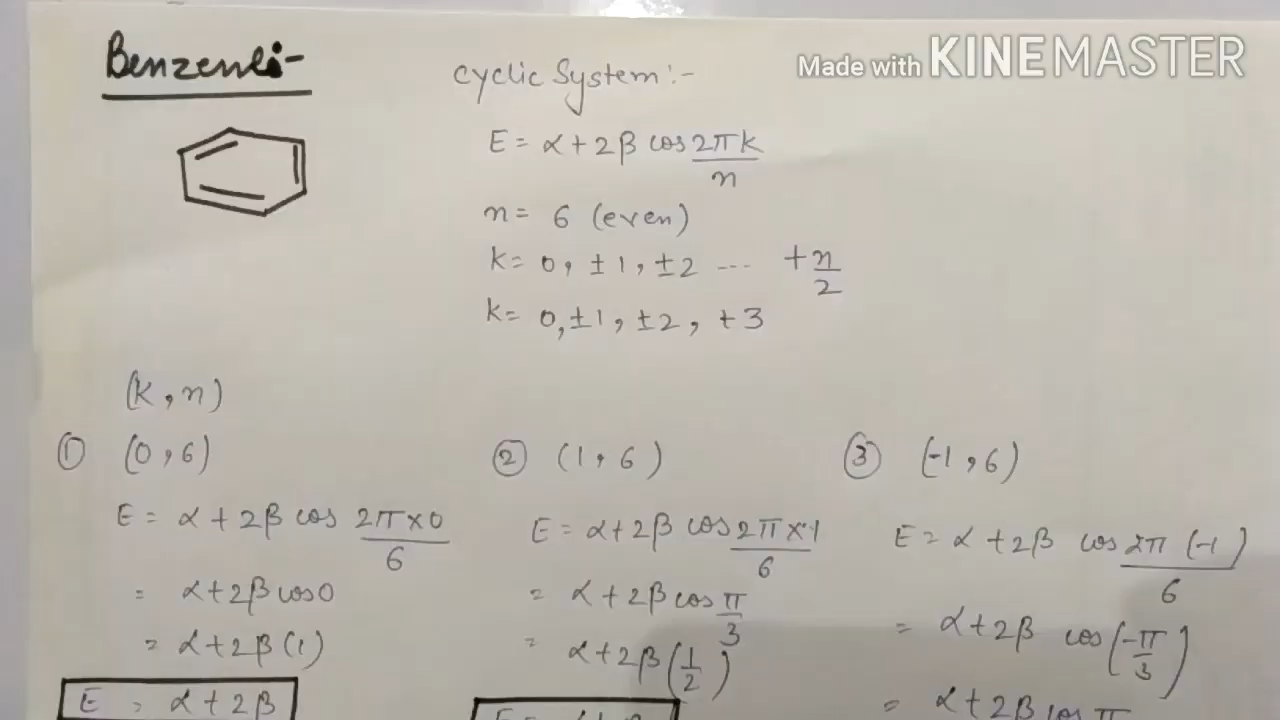 Benzene:-
Made with KINEMASTER
Cyclic System:-
E = α + 2β cos 2πk/n
n = 6 (even)
k = 0, ±1, ±2 --- +n/2
k = 0, ±1, ±2, +3
(k, n)
① (0, 6)
E = α + 2β cos 2π×0/6
= α+2β cos0
= α+2β(1)
E = α+2β
② (1, 6)
E = α+2β cos 2π×1/6
= α+2β cos π/3
= α+2β(1/2)
③ (-1, 6)
E = α+2β cos 2π(-1)/6
= α+2β cos(-π/3)
= α+2β cos π